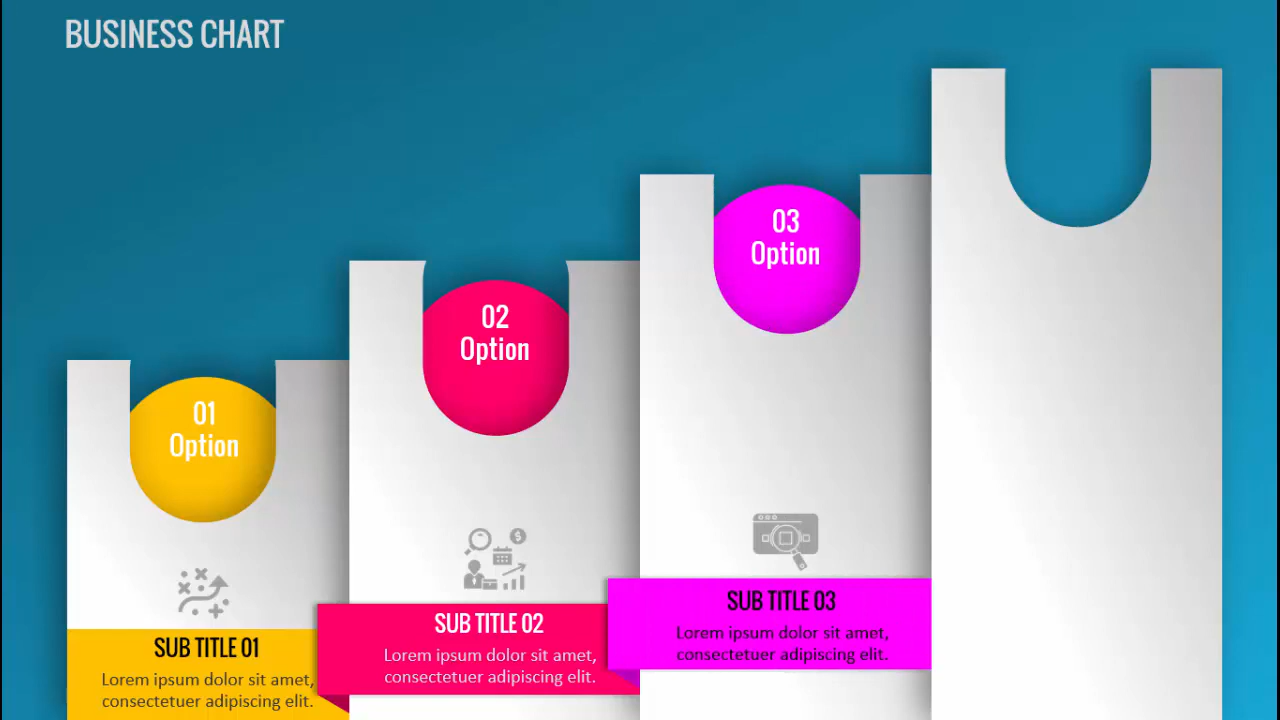 BUSINESS CHART
01
Option
SUB TITLE 01
Lorem ipsum dolor sit amet,
consectetuer adipiscing elit.
02
Option
$
SUB TITLE 02
Lorem ipsum dolor sit amet,
consectetuer adipiscing elit.
03
Option
SUB TITLE 03
Lorem ipsum dolor sit amet,
consectetuer adipiscing elit.